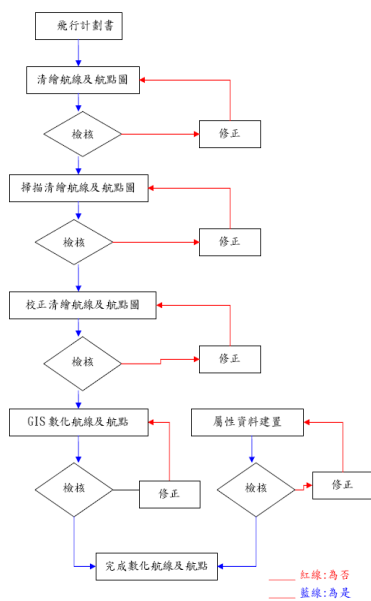 飛行計劃書
清繪航線及航點圖
檢核
修正
掃描清繪航線及航點圖
檢核
修正
校正清繪航線及航點圖
檢核
修正
GIS 數化航線及航點
屬性資料建置
檢核
修正
檢核
修正
完成數化航線及航點
紅線:為否
藍線:為是